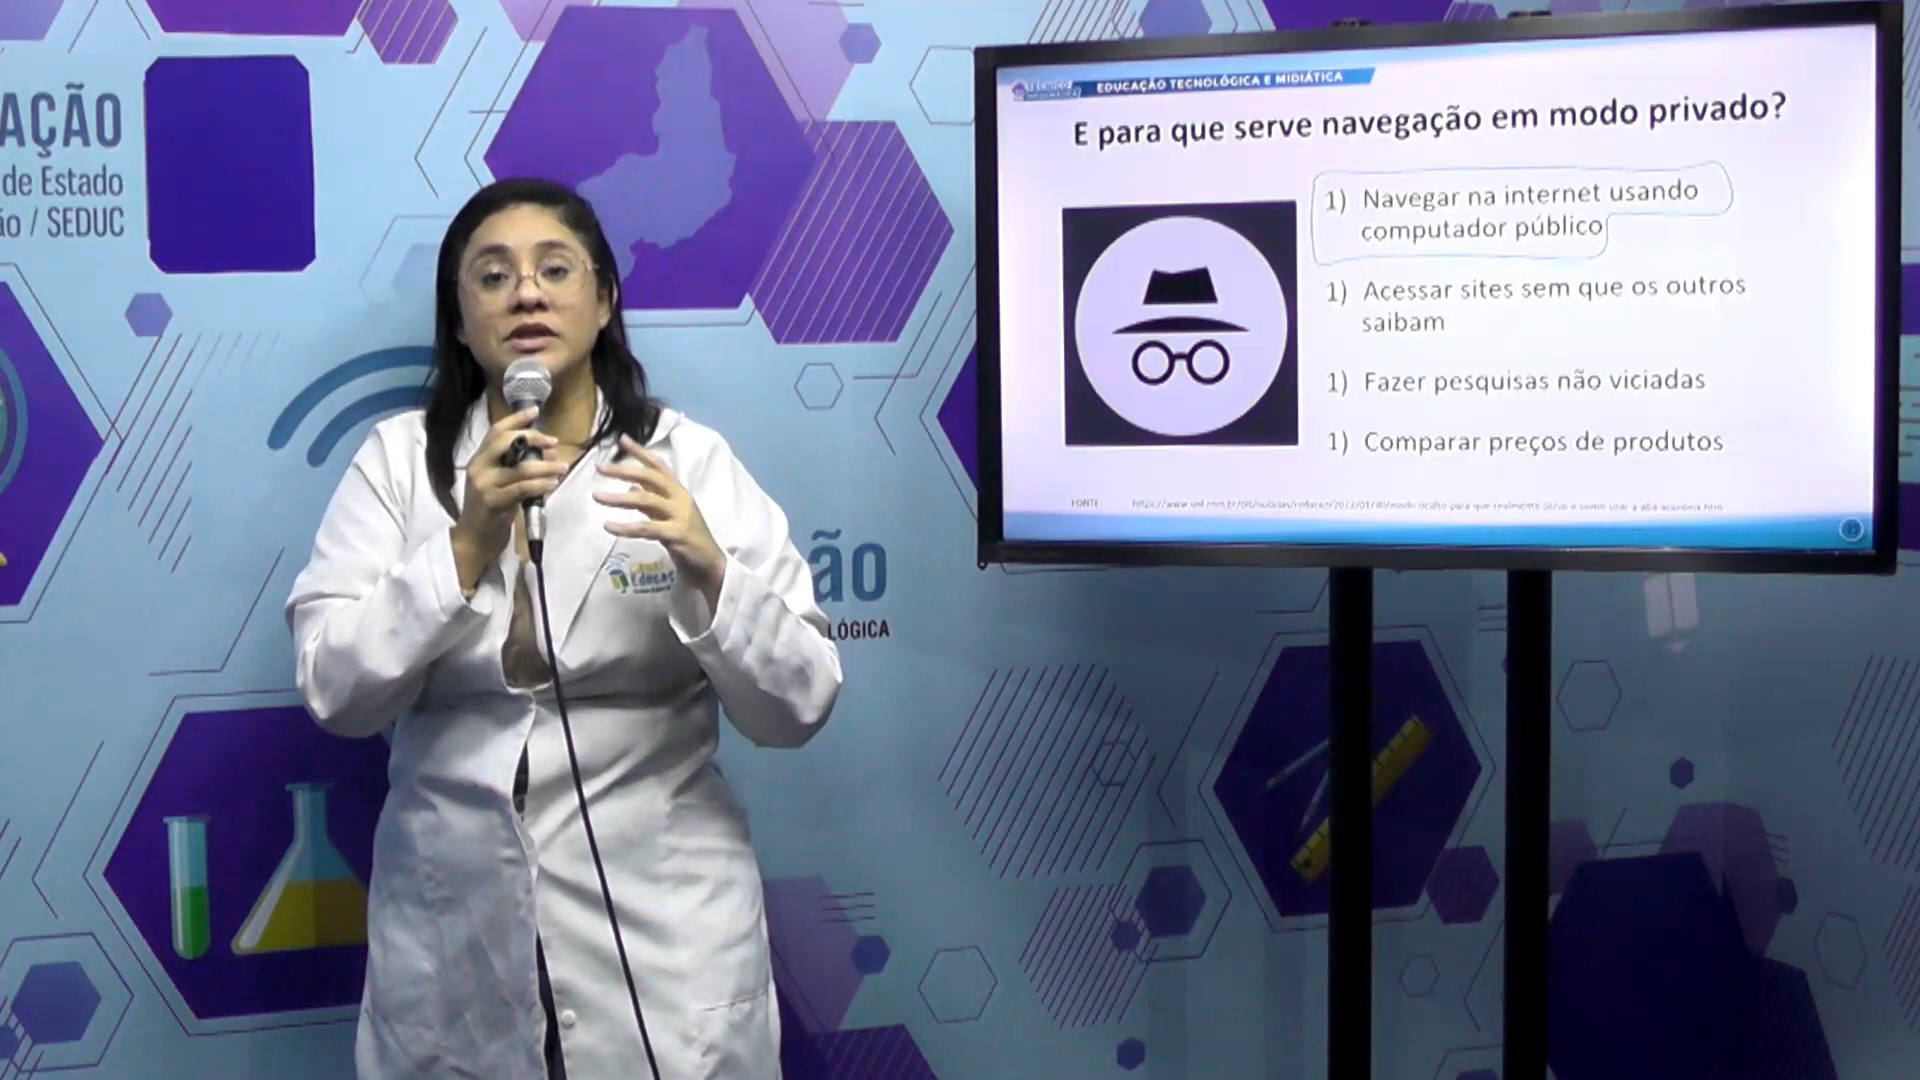 AÇÃO
de Estado
ão / SEDUC
EDUCAÇÃO TECNOLÓGICA E MIDIÁTICA
E para que serve navegação em modo privado?
1) Navegar na internet usando
computador público
1) Acessar sites sem que os outros
saibam
1) Fazer pesquisas não viciadas
1) Comparar preços de produtos
FONTE
Canal
Educaç
ão
LÓGICA